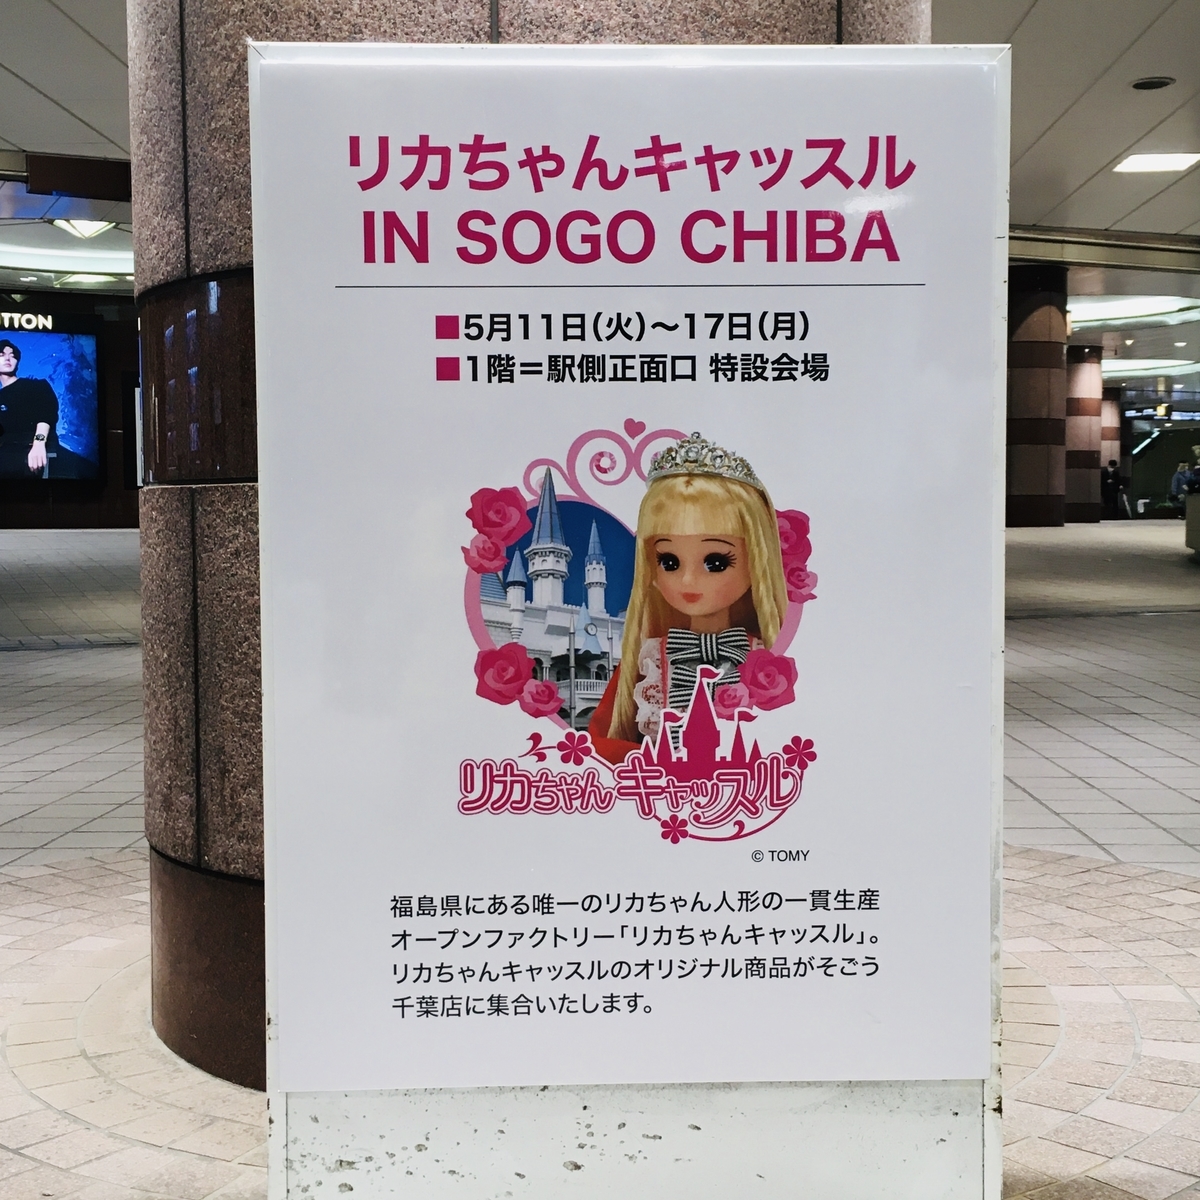 リカちゃんキャッスル
IN SOGO CHIBA
■5月11日(火)～17日(月)
■1階=駅側正面口 特設会場
リカちゃんキャッスル
© TOMY
福島県にある唯一のリカちゃん人形の一貫生産
オープンファクトリー「リカちゃんキャッスル」。
リカちゃんキャッスルのオリジナル商品がそごう
千葉店に集合いたします。